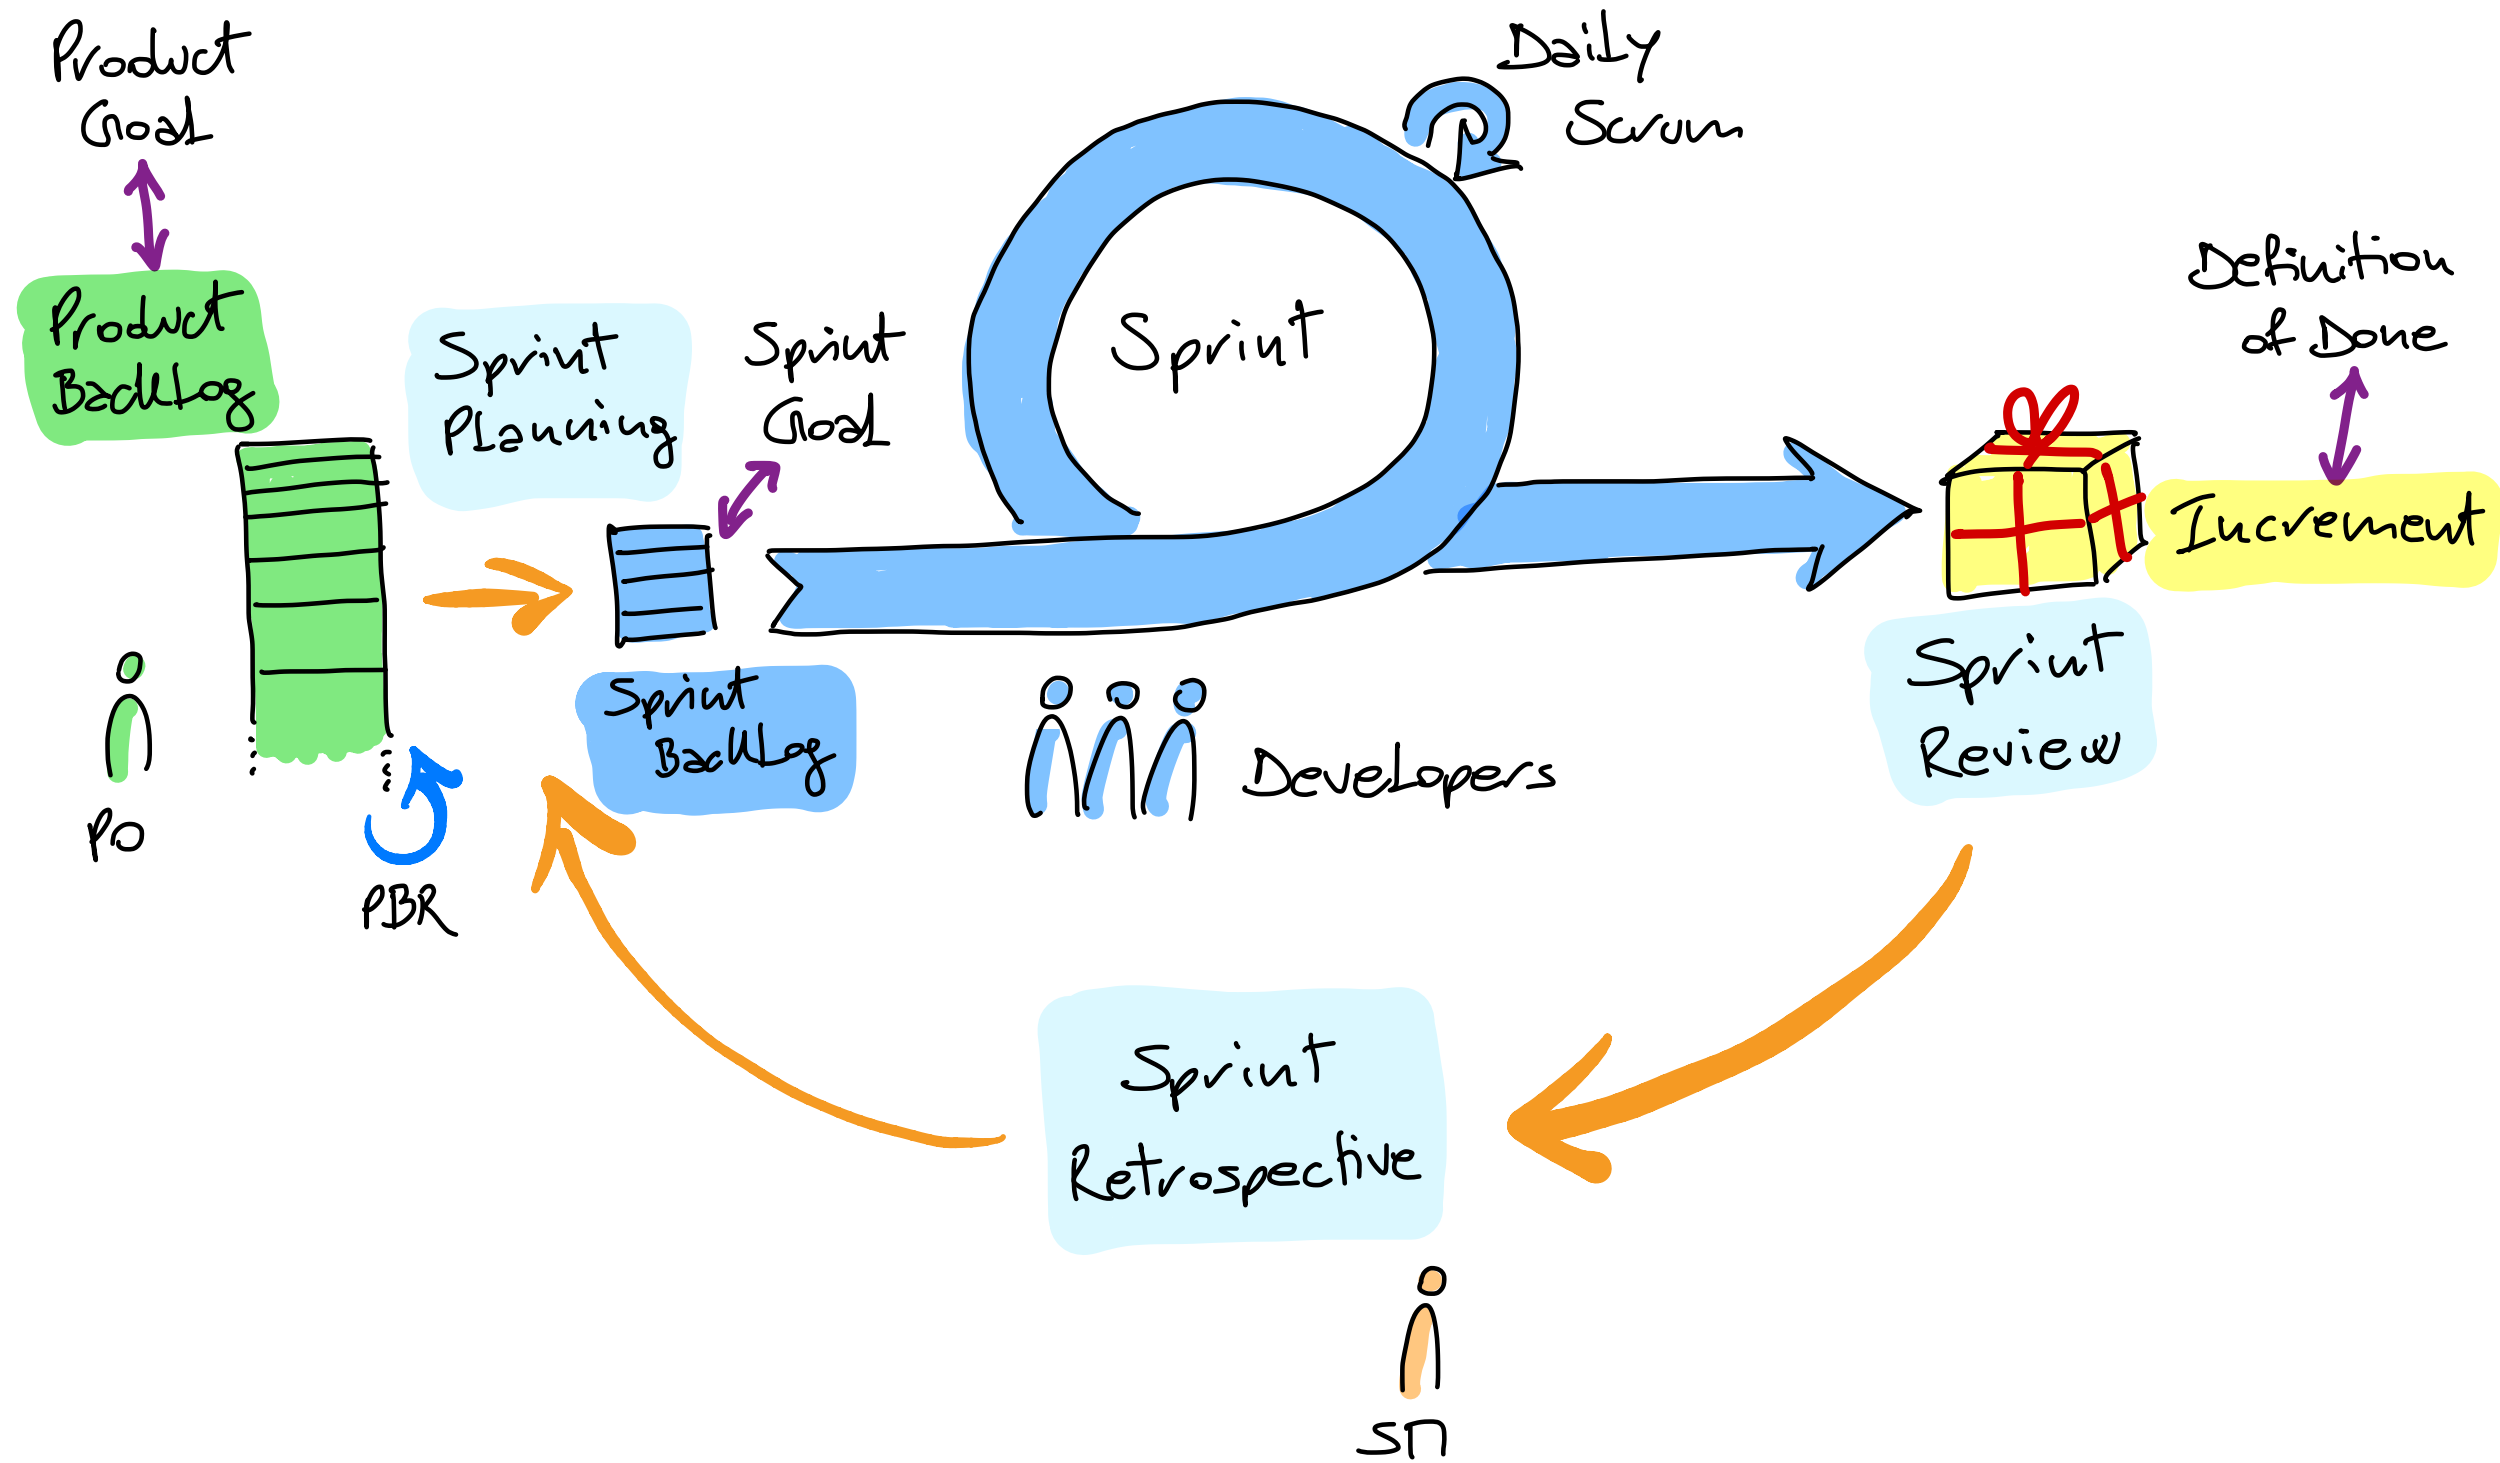 Product
Goal
Product
Backlog
PO
PBR
Sprint
Planning
Sprint
Goal
Sprint
Backlog
Sprint
Daily
Scrum
Developers
Definition
of Done
Increment
Sprint
Review
Sprint
Retrospective
SM